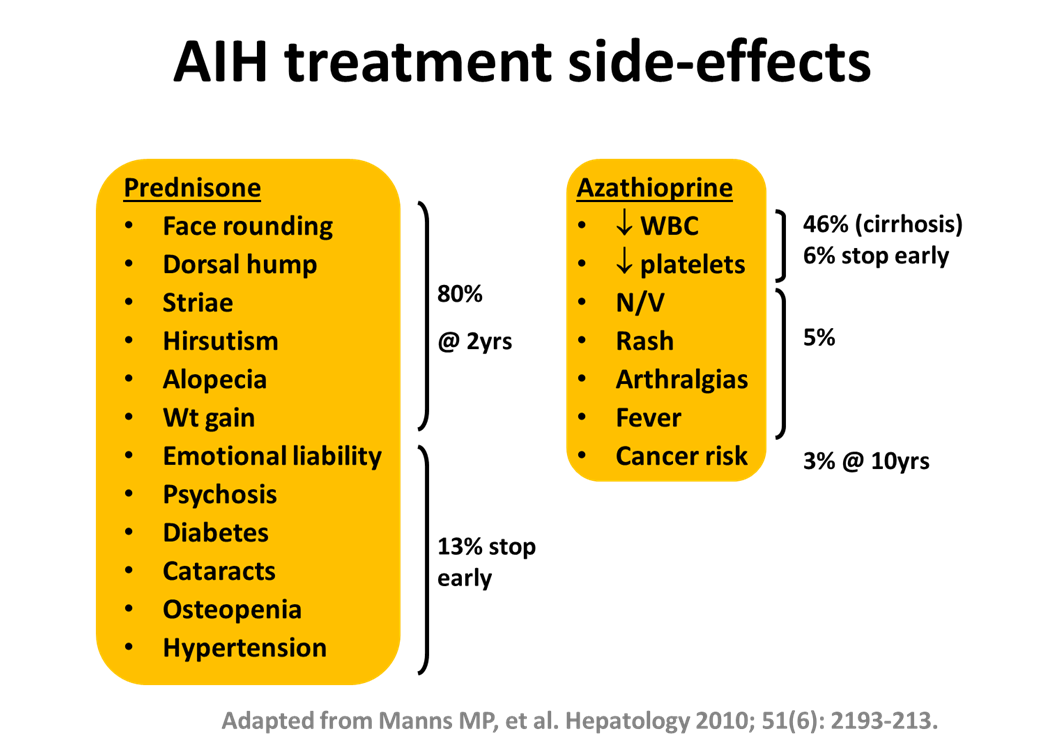 AIH treatment side-effects
Prednisone
• Face rounding
• Dorsal hump
• Striae
• Hirsutism
• Alopecia
• Wt gain
• Emotional liability
• Psychosis
• Diabetes
• Cataracts
• Osteopenia
• Hypertension
80%
@ 2yrs
13% stop
early
Azathioprine
• ↓ WBC
• ↓ platelets
• N/V
• Rash
• Arthralgias
• Fever
• Cancer risk
46% (cirrhosis)
6% stop early
5%
3% @ 10yrs
Adapted from Manns MP, et al. Hepatology 2010; 51(6): 2193-213.